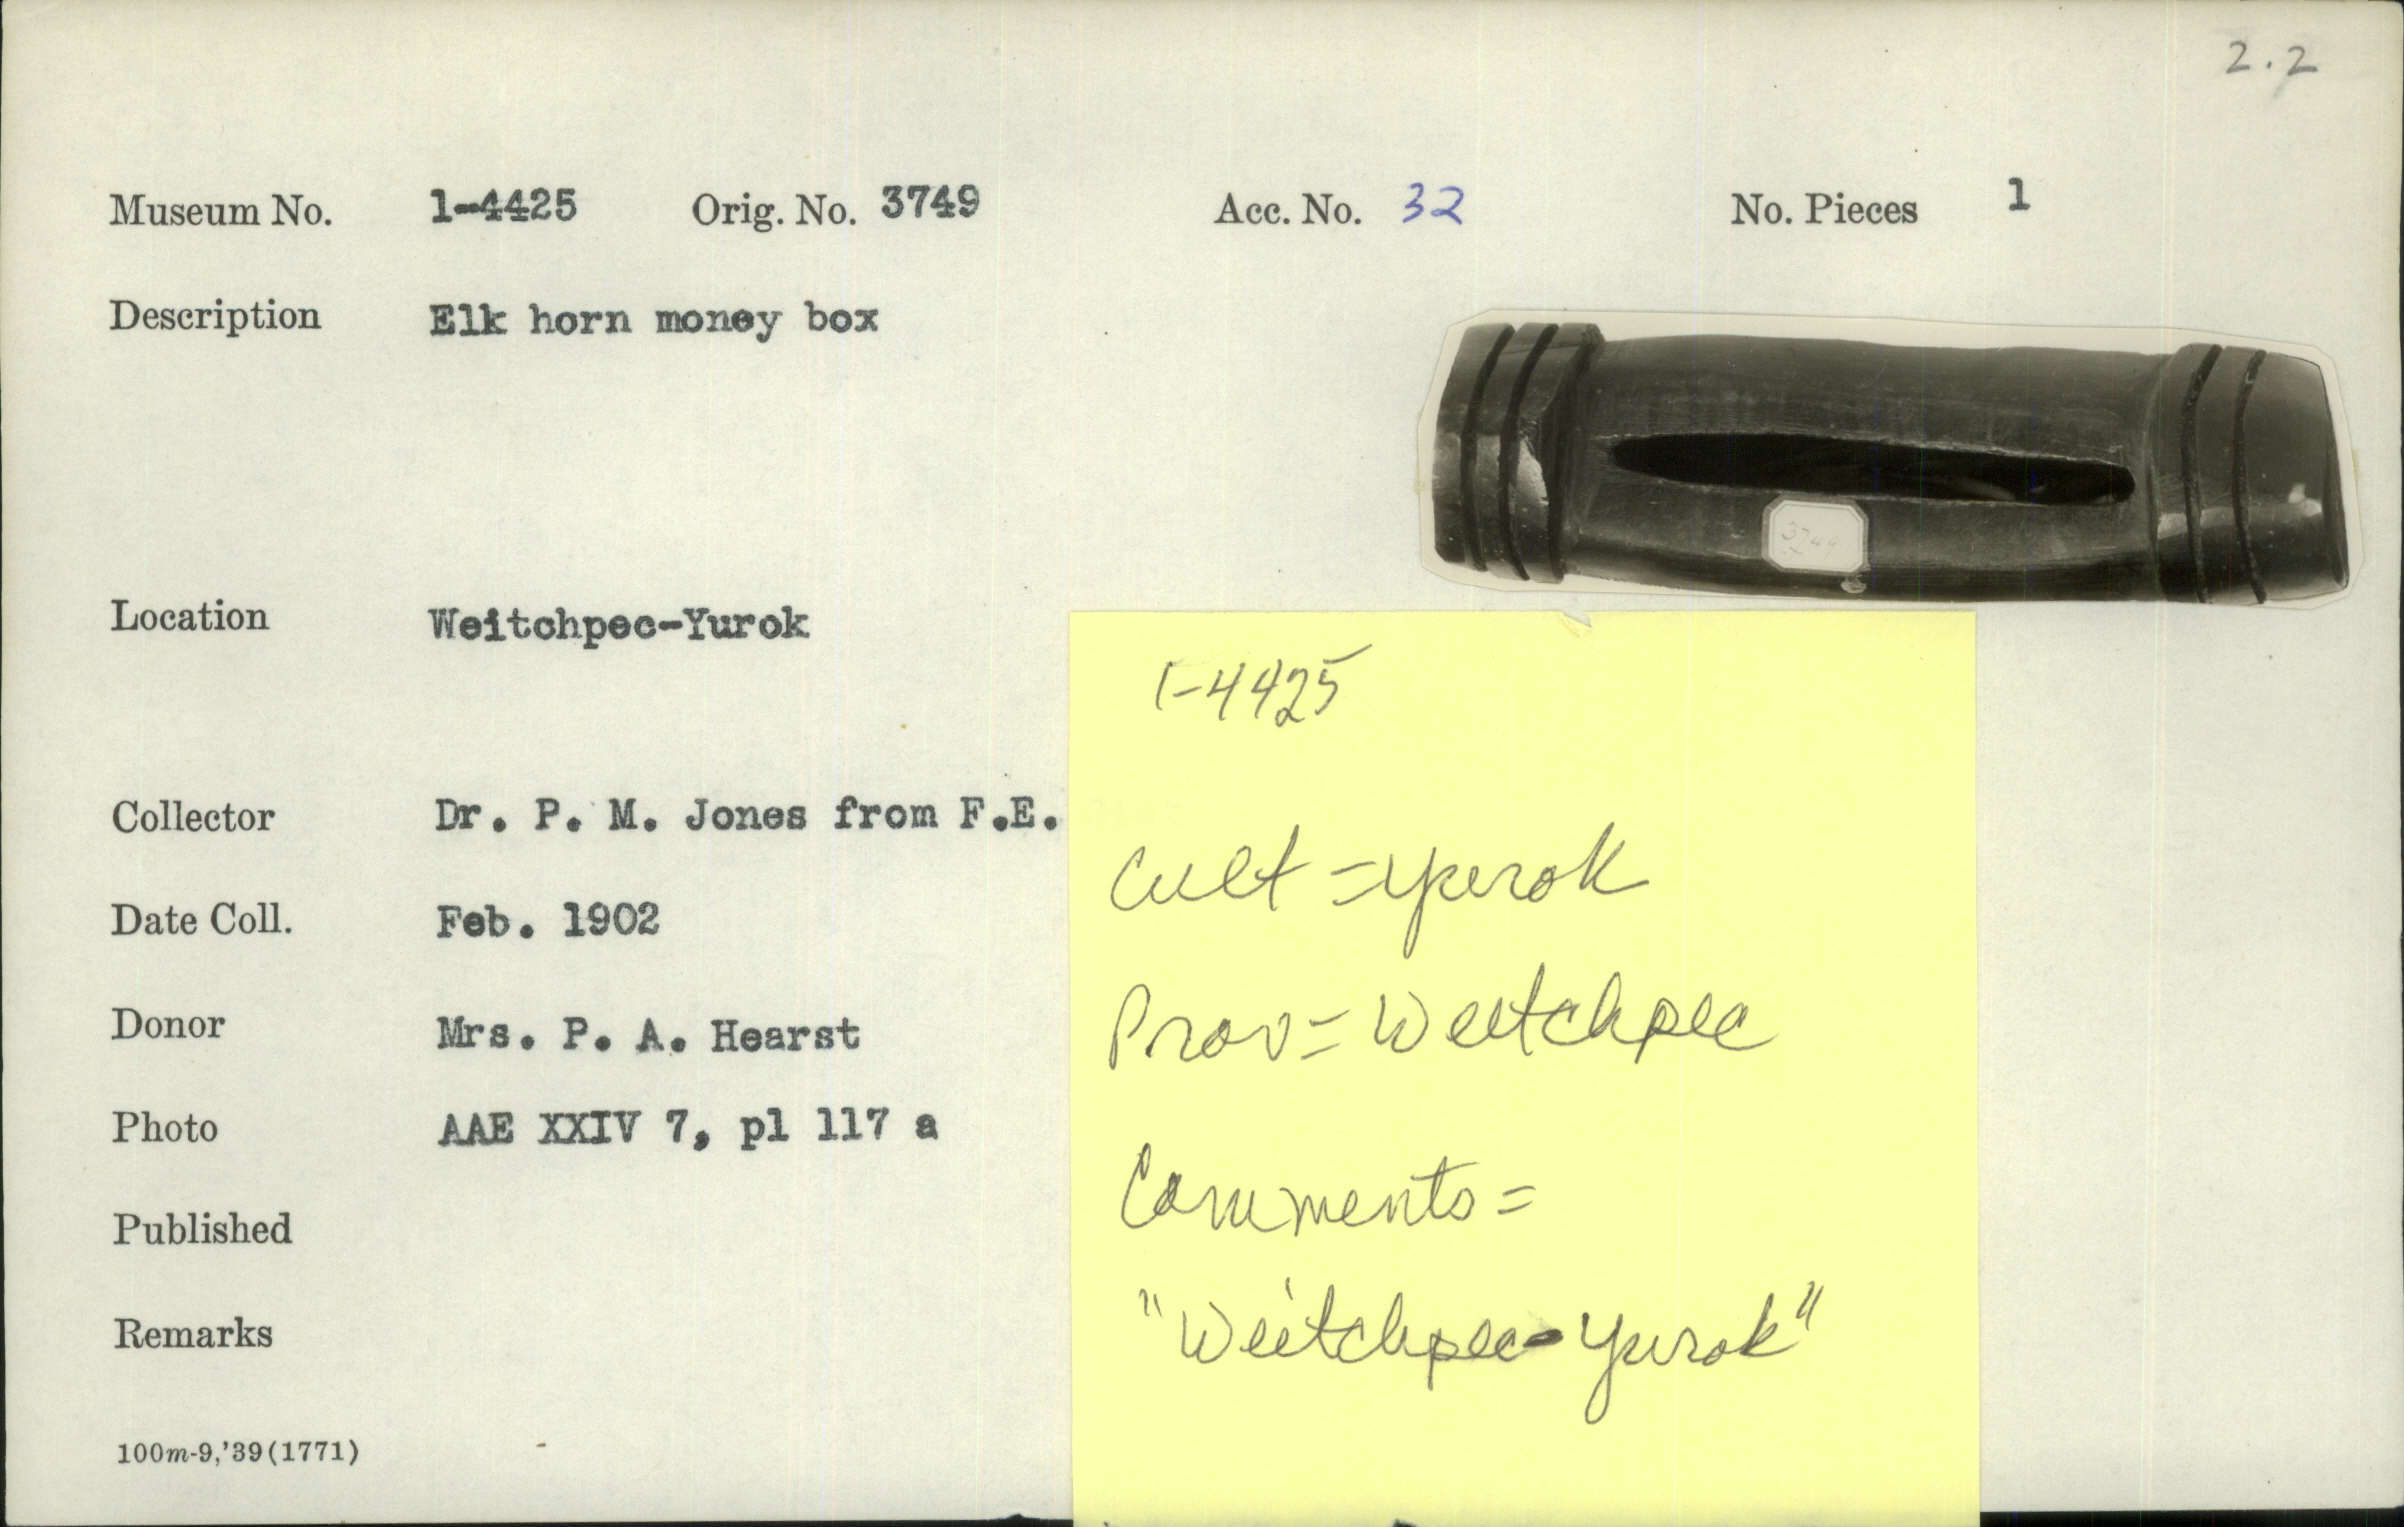 2.2
Museum No. 1-4425 Orig. No. 3749 Acc. No. 32 No. Pieces 1
Description Elk horn money box
3749
Location Weitchpec-Yurok
Collector Dr. P. M. Jones from F.E.
Date Coll. Feb. 1902
Donor Mrs. P. A. Hearst
Photo AAE XXIV 7, pl 117 a
Published
Remarks
100m-9,'39(1771)
1-4425
Cult = Yurok
Prov = Weitchpec
Comments =
"Weitchpec-Yurok"